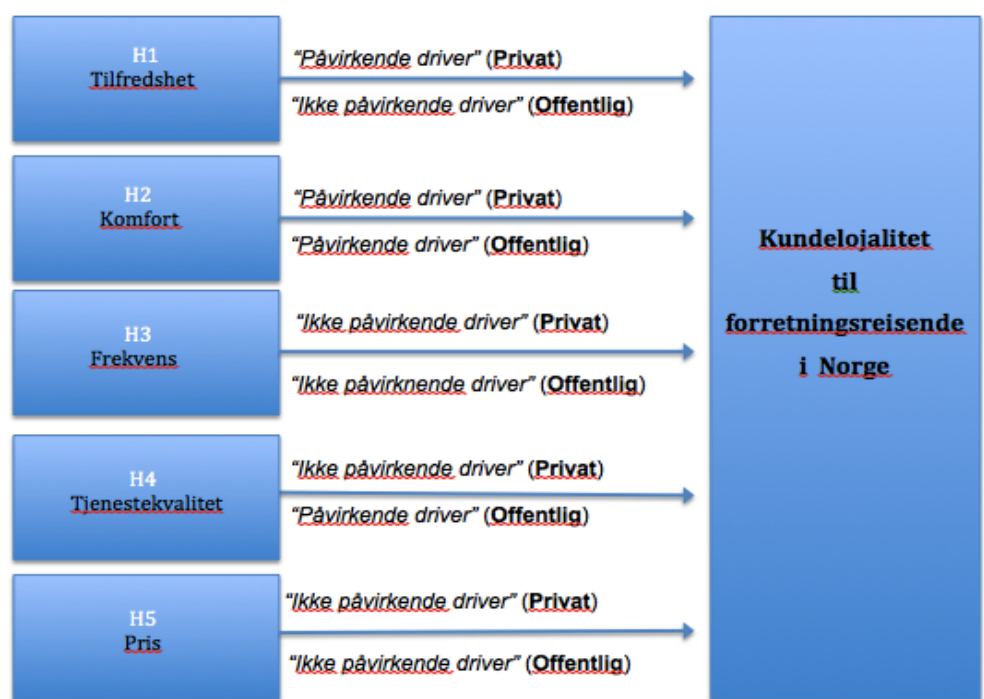 H1
Tilfredshet
“Påvirkende driver” (Privat)
“Ikke påvirkende driver” (Offentlig)
H2
Komfort
“Påvirkende driver” (Privat)
“Påvirkende driver” (Offentlig)
H3
Frekvens
“Ikke påvirkende driver” (Privat)
“Ikke påvirknende driver” (Offentlig)
H4
Tjenestekvalitet
“Ikke påvirkende driver” (Privat)
“Påvirkende driver” (Offentlig)
H5
Pris
“Ikke påvirkende driver” (Privat)
“Ikke påvirkende driver” (Offentlig)
Kundelojalitet
til
forretningsreisende
i Norge